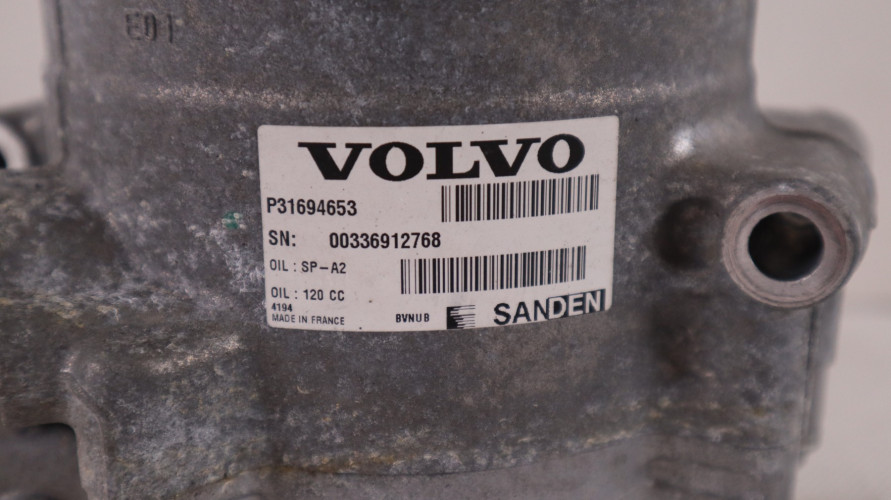 E01
VOLVO
P31694653
SN: 00336912768
OIL : SP-A2
OIL : 120 CC
4194
MADE IN FRANCE BVNUB SANDEN